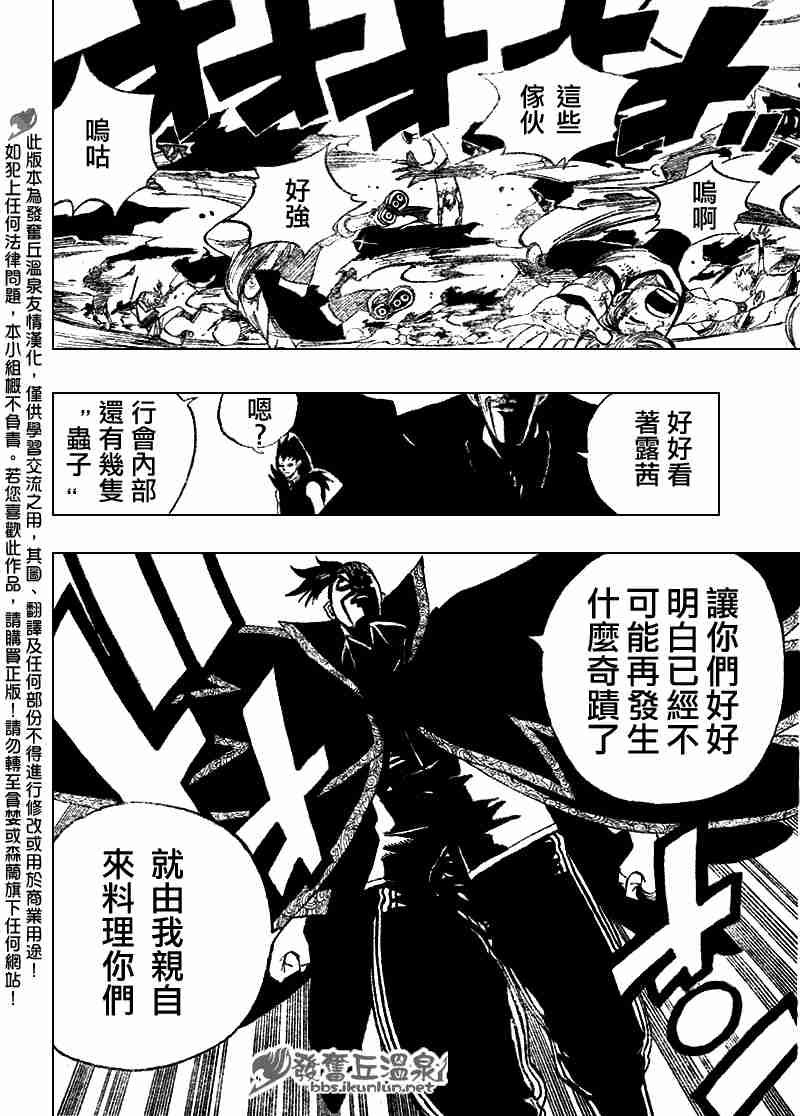 オオオオ
這些
傢伙
嗚咕
好強
嗚啊
好好看
著露茜
嗯?
行會內部
還有幾隻
〝蟲子〞
讓你們好好
明白已經不
可能再發生
什麼奇蹟了
就由我親自
來料理你們
此版本為發奮丘溫泉友情漢化，僅供學習交流之用，其圖、翻譯及任何部份不得進行修改或用於商業用途！
如犯上任何法律問題，本小組概不負責。若您喜歡此作品，請購買正版！請勿轉至貪婪或森蘭旗下任何網站！
發奮丘溫泉
bbs.ikunlun.net